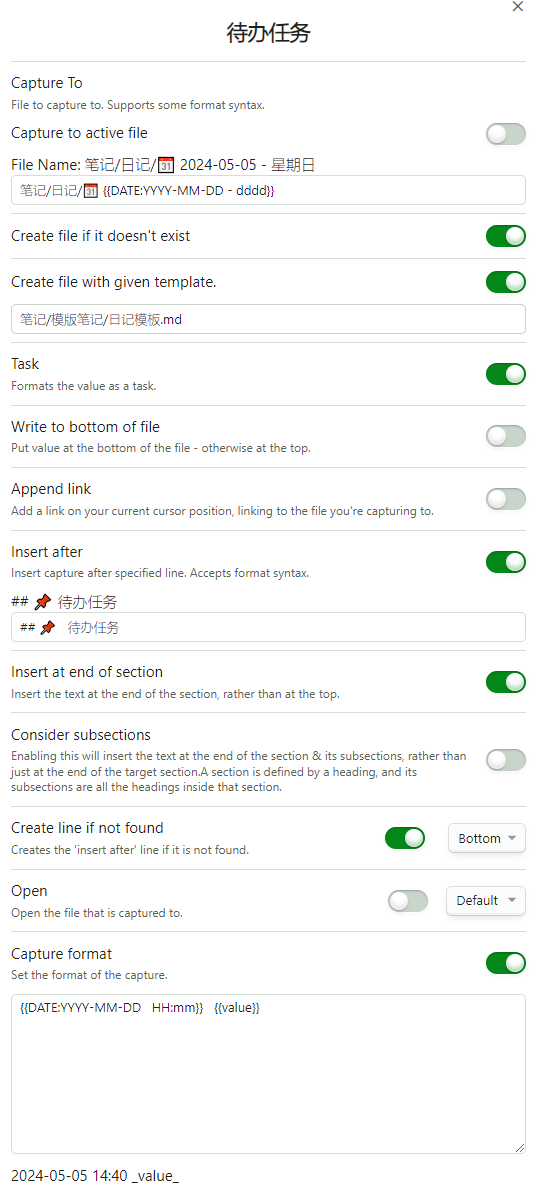 待办任务
Capture To
File to capture to. Supports some format syntax.
Capture to active file
File Name: 笔记/日记/📅 2024-05-05 - 星期日
笔记/日记/📅 {{DATE:YYYY-MM-DD - dddd}}
Create file if it doesn't exist
Create file with given template.
笔记/模版笔记/日记模板.md
Task
Formats the value as a task.
Write to bottom of file
Put value at the bottom of the file - otherwise at the top.
Append link
Add a link on your current cursor position, linking to the file you're capturing to.
Insert after
Insert capture after specified line. Accepts format syntax.
## 📌 待办任务
## 📌 待办任务
Insert at end of section
Insert the text at the end of the section, rather than at the top.
Consider subsections
Enabling this will insert the text at the end of the section & its subsections, rather than
just at the end of the target section.A section is defined by a heading, and its
subsections are all the headings inside that section.
Create line if not found
Bottom
Creates the 'insert after' line if it is not found.
Open
Default
Open the file that is captured to.
Capture format
Set the format of the capture.
{{DATE:YYYY-MM-DD HH:mm}} {{value}}
2024-05-05 14:40 _value_